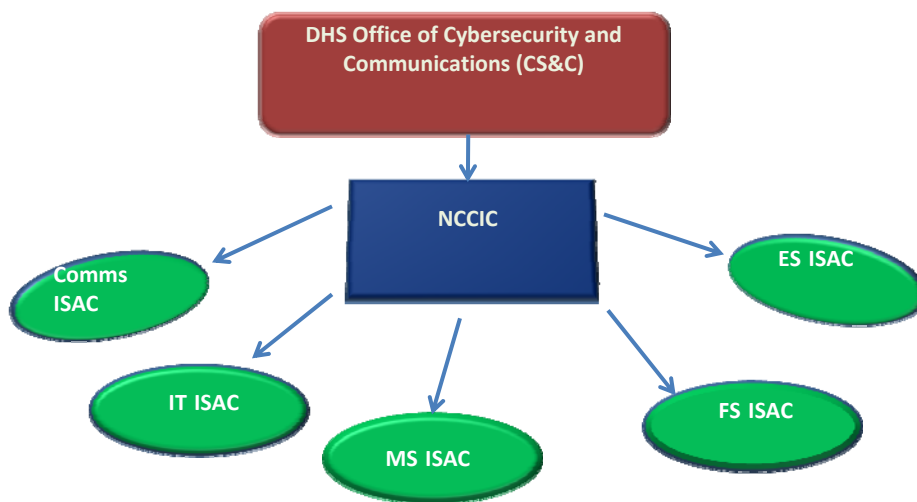 DHS Office of Cybersecurity and
Communications (CS&C)
NCCIC
Comms
ISAC
ES ISAC
IT ISAC
FS ISAC
MS ISAC